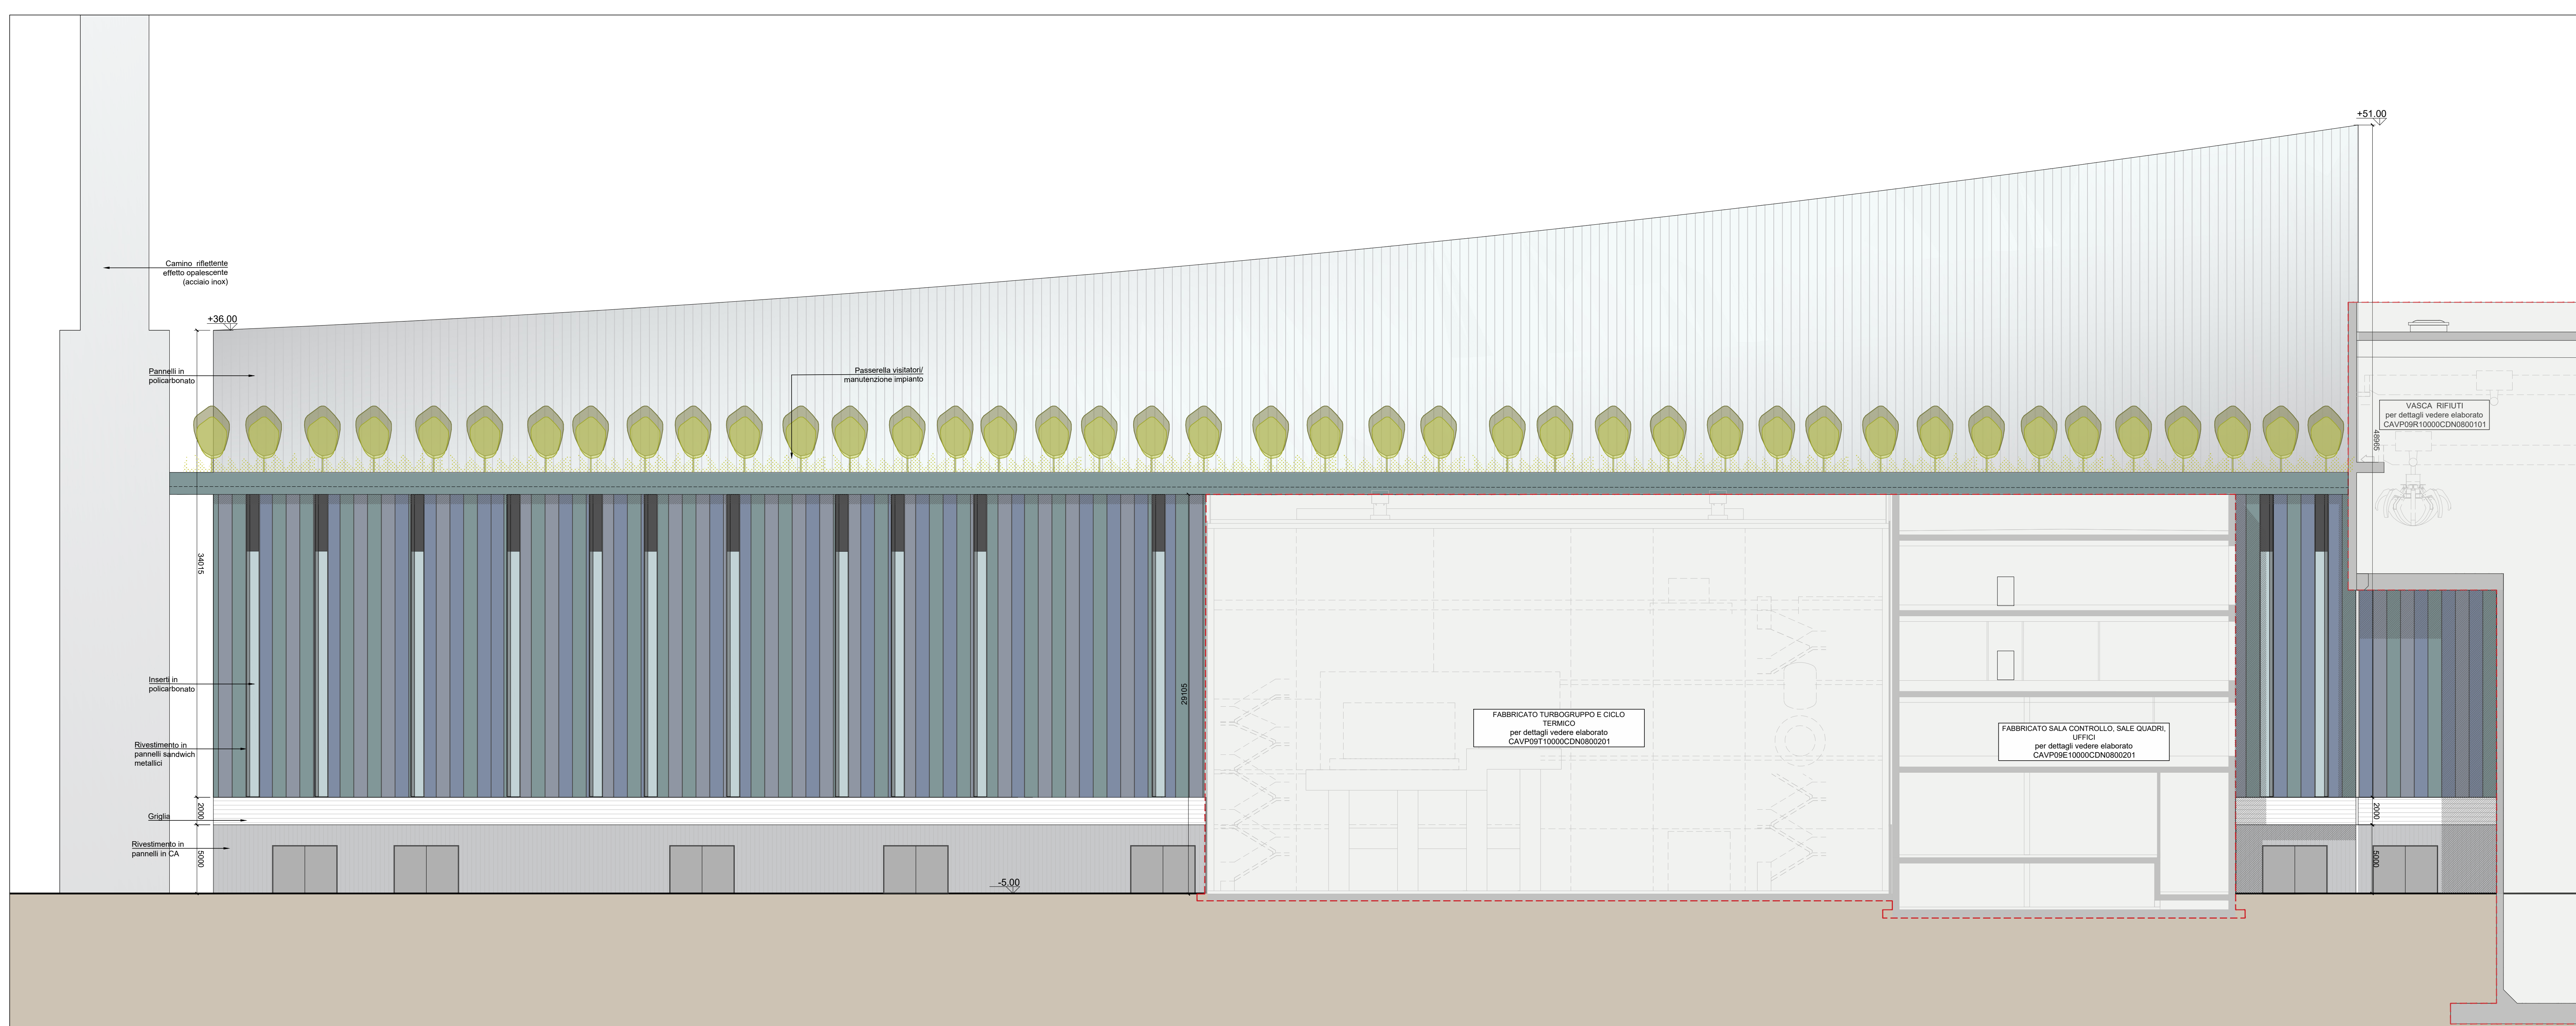 +51.00
Camino riflettente
effetto opalescente
(acciaio inox)
+36.00
Pannelli in
policarbonato
Passerella visitatori/
manutenzione impianto
VASCA RIFIUTI
per dettagli vedere elaborato
CAVP09R10000CDN0800101
48965
34015
29105
Inserti in
policarbonato
FABBRICATO TURBOGRUPPO E CICLO
TERMICO
per dettagli vedere elaborato
CAVP09T10000CDN0800201
FABBRICATO SALA CONTROLLO, SALE QUADRI,
UFFICI
per dettagli vedere elaborato
CAVP09E10000CDN0800201
Rivestimento in
pannelli sandwich
metallici
2000
2000
Griglia
Rivestimento in
pannelli in CA
5000
5000
-5.00